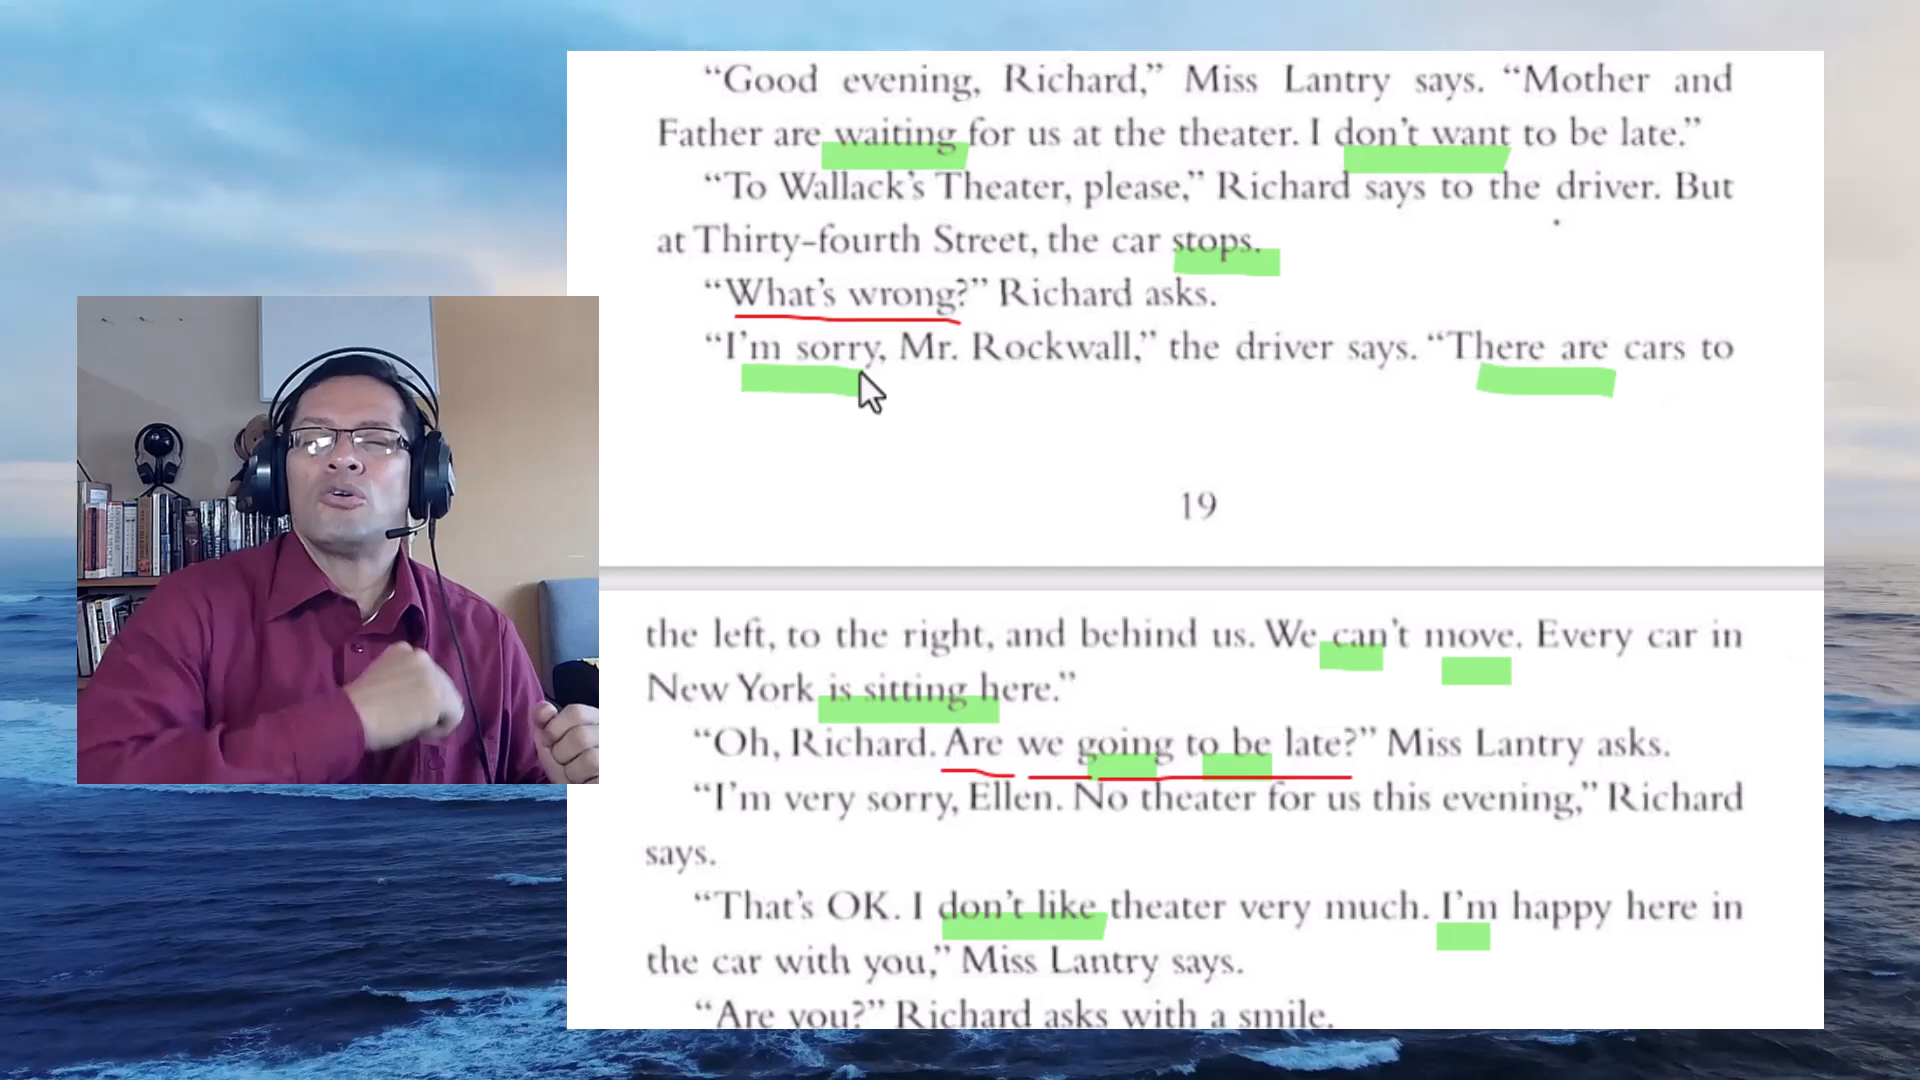 “Good evening, Richard,” Miss Lantry says. “Mother and
Father are waiting for us at the theater. I don’t want to be late.”
“To Wallack’s Theater, please,” Richard says to the driver. But
at Thirty-fourth Street, the car stops.
“What’s wrong?” Richard asks.
“I’m sorry, Mr. Rockwall,” the driver says. “There are cars to
19
the left, to the right, and behind us. We can’t move. Every car in
New York is sitting here.”
“Oh, Richard. Are we going to be late?” Miss Lantry asks.
“I’m very sorry, Ellen. No theater for us this evening,” Richard
says.
“That’s OK. I don’t like theater very much. I’m happy here in
the car with you,” Miss Lantry says.
“Are you?” Richard asks with a smile.